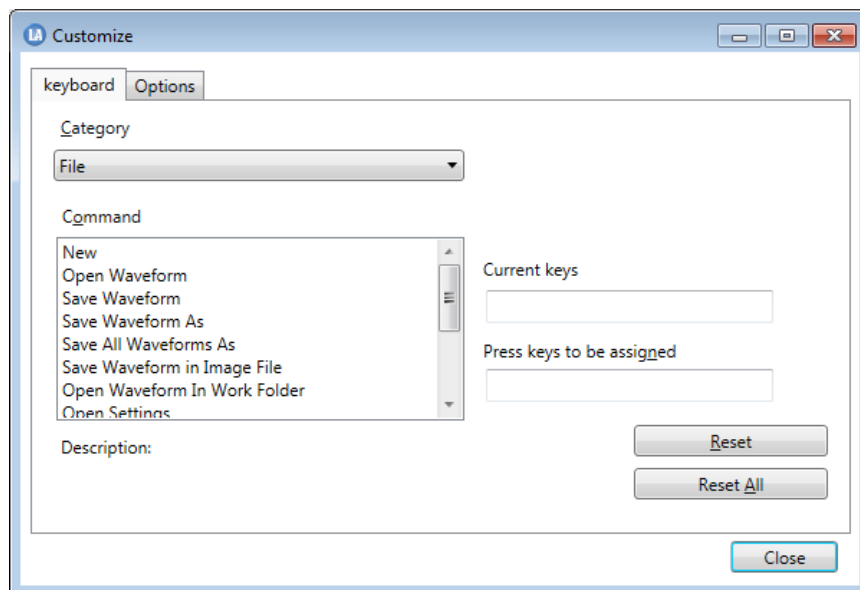 LA Customize
keyboard Options
Category
File
Command
New
Open Waveform
Save Waveform
Save Waveform As
Save All Waveforms As
Save Waveform in Image File
Open Waveform In Work Folder
Open Settings
Current keys
Press keys to be assigned
Description:
Reset
Reset All
Close